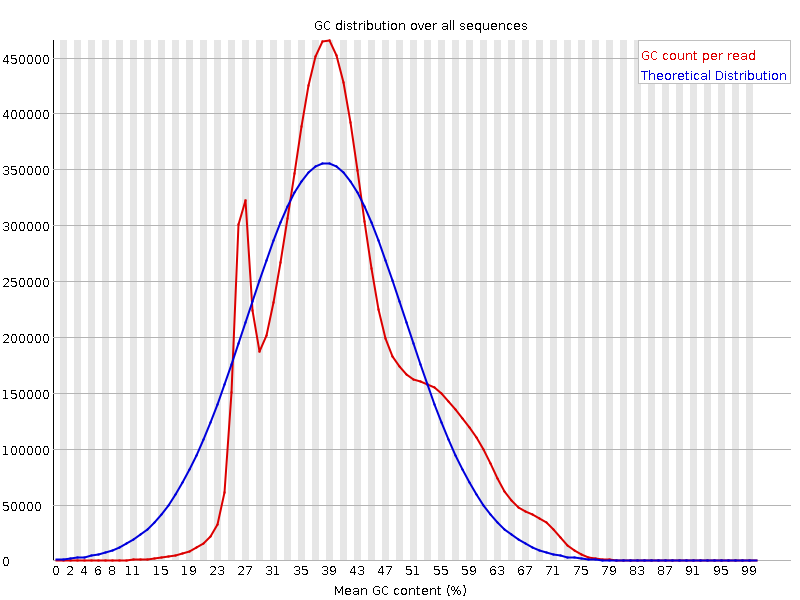 GC distribution over all sequences
GC count per read
Theoretical Distribution
450000
400000
350000
300000
250000
200000
150000
100000
50000
0
0 2 4 6 8 11 15 19 23 27 31 35 39 43 47 51 55 59 63 67 71 75 79 83 87 91 95 99
Mean GC content (%)